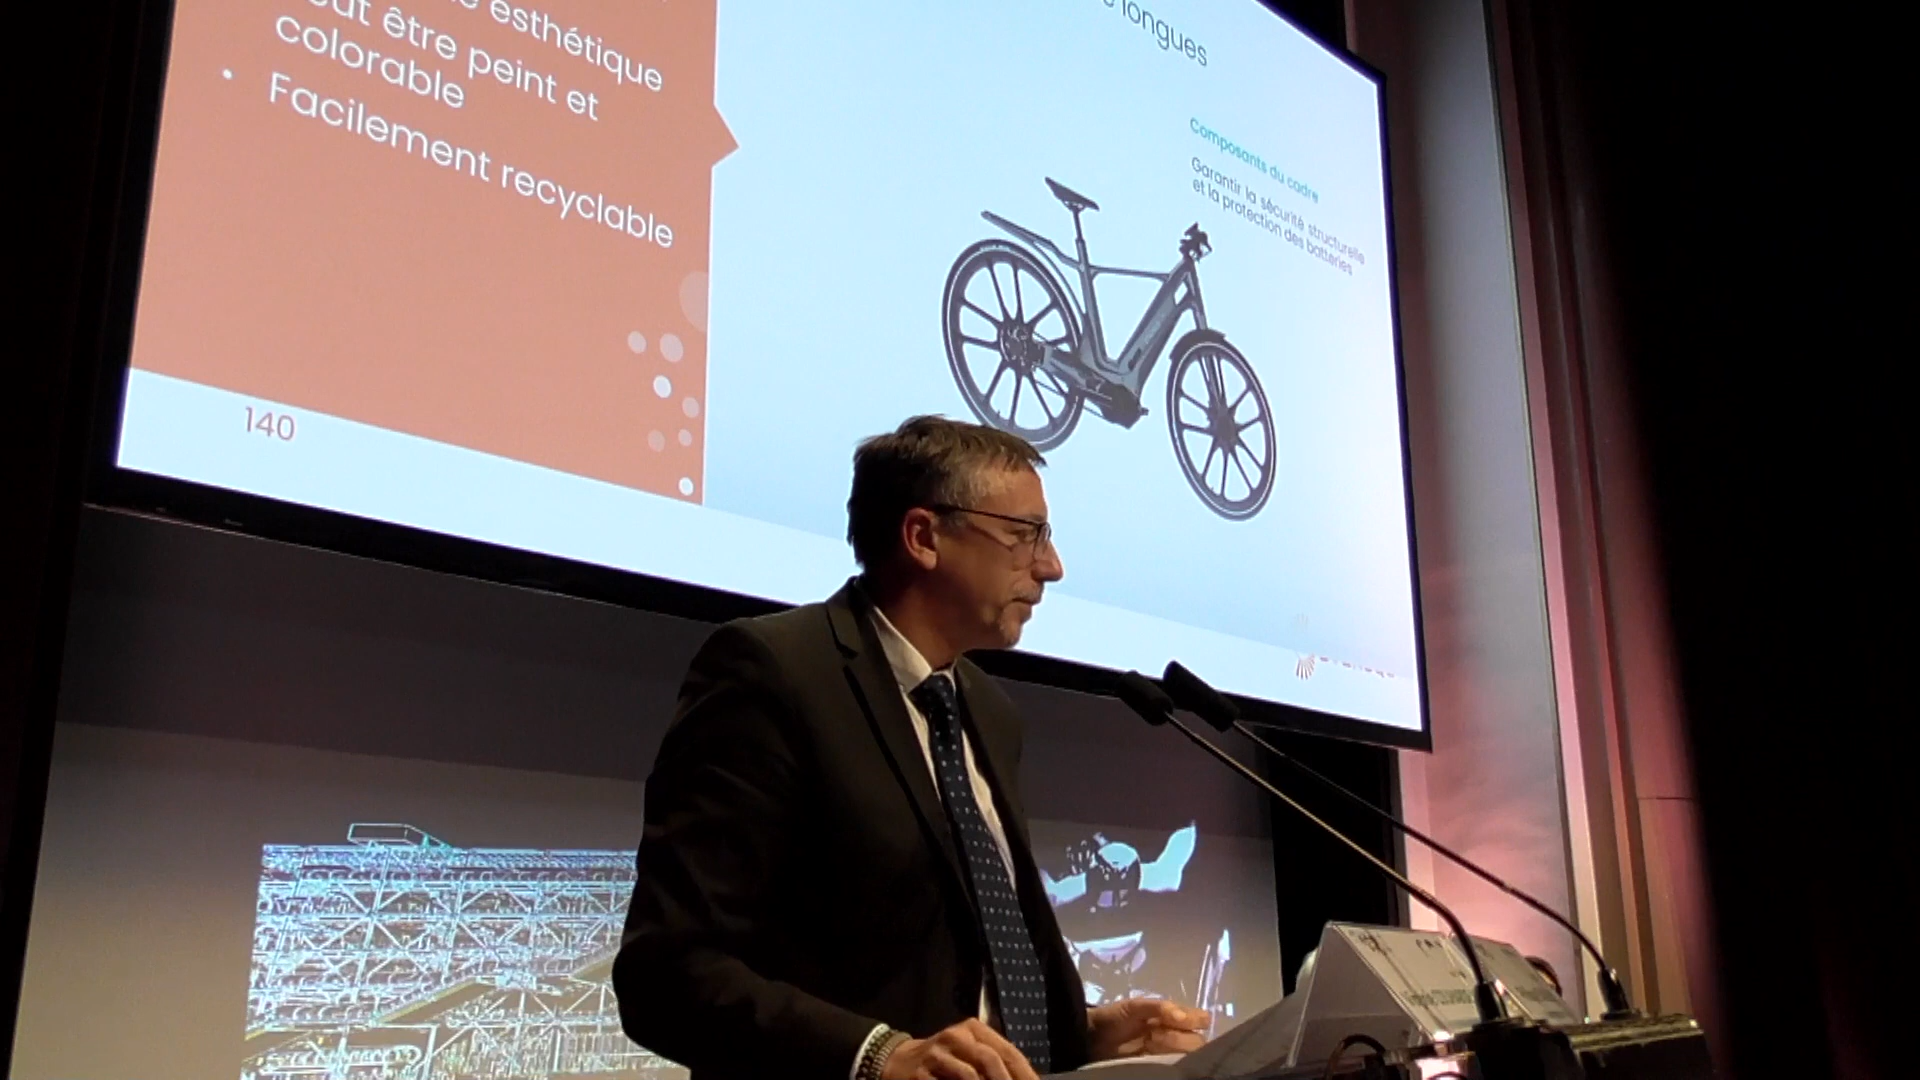 esthétique
être peint et
colorable
• Facilement recyclable
140
longues
Composants du cadre
Garantir la sécurité structurelle
et la protection des batteries